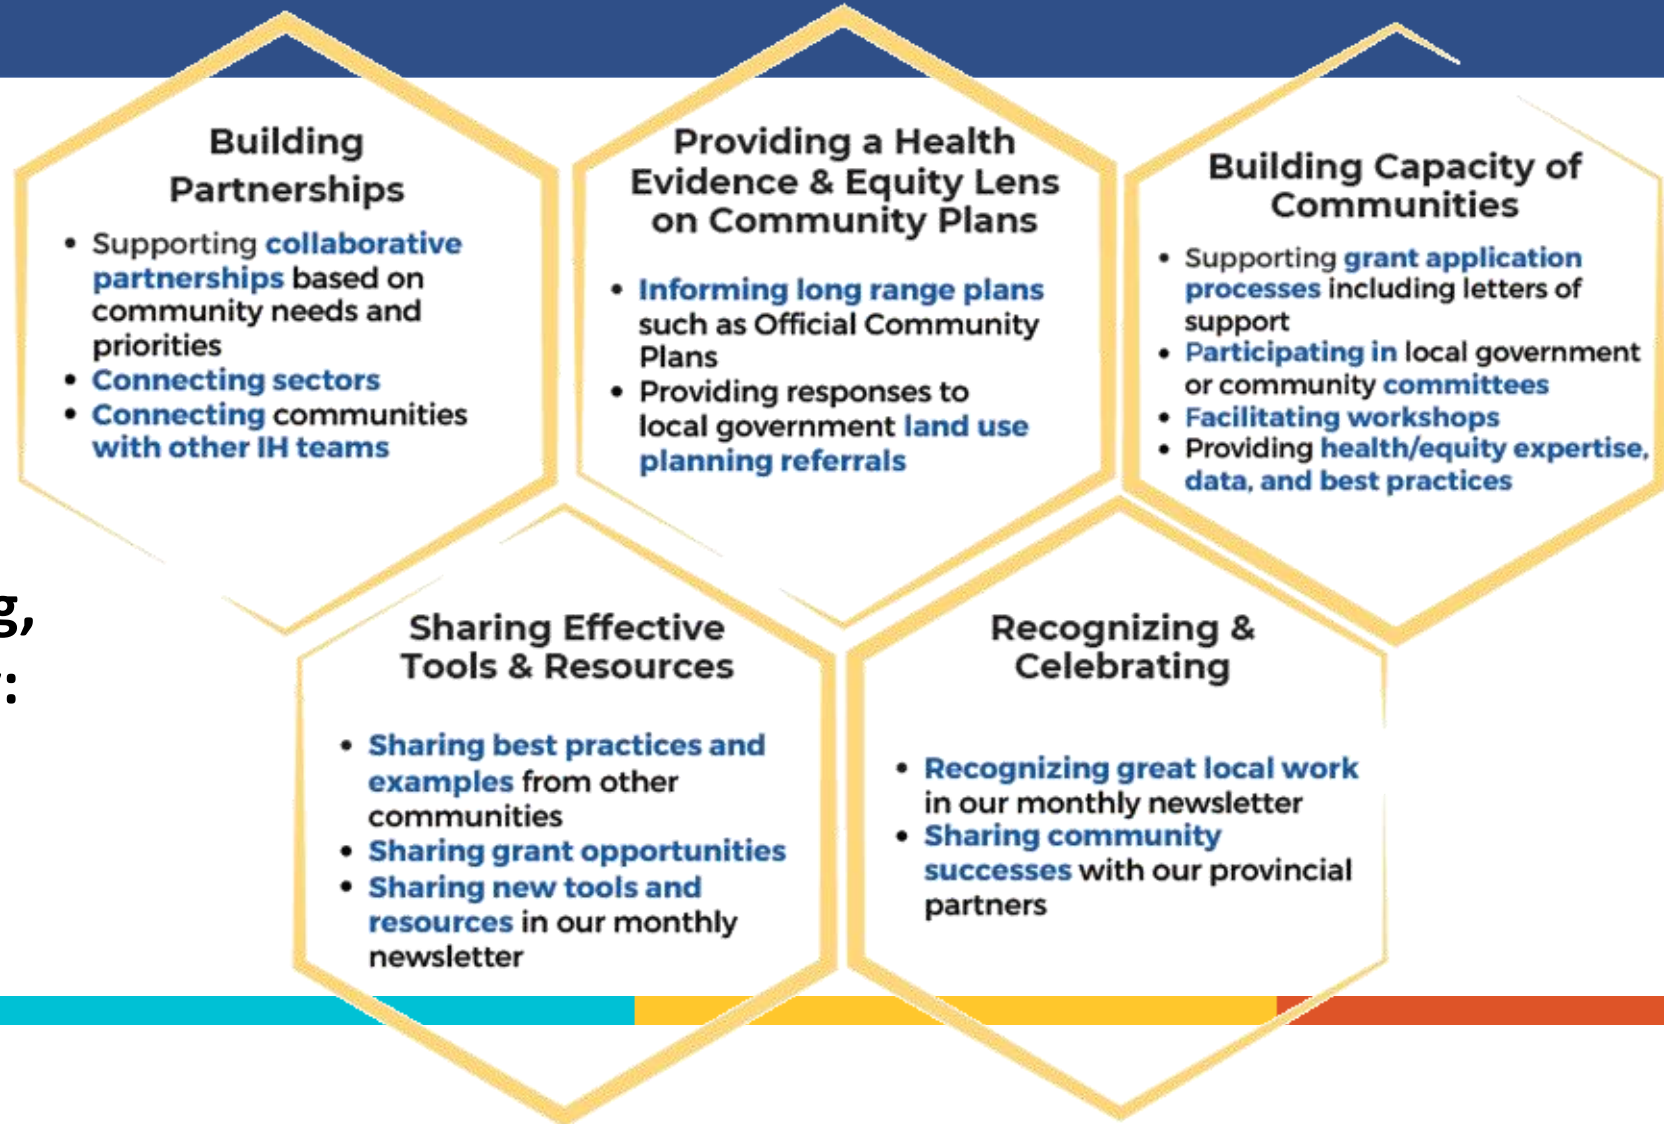 Building
Partnerships
• Supporting collaborative
partnerships based on
community needs and
priorities
• Connecting sectors
• Connecting communities
with other IH teams
Providing a Health
Evidence & Equity Lens
on Community Plans
• Informing long range plans
such as Official Community
Plans
• Providing responses to
local government land use
planning referrals
Building Capacity of
Communities
• Supporting grant application
processes including letters of
support
• Participating in local government
or community committees
• Facilitating workshops
• Providing health/equity expertise,
data, and best practices
g,
:
Sharing Effective
Tools & Resources
• Sharing best practices and
examples from other
communities
• Sharing grant opportunities
• Sharing new tools and
resources in our monthly
newsletter
Recognizing &
Celebrating
• Recognizing great local work
in our monthly newsletter
• Sharing community
successes with our provincial
partners